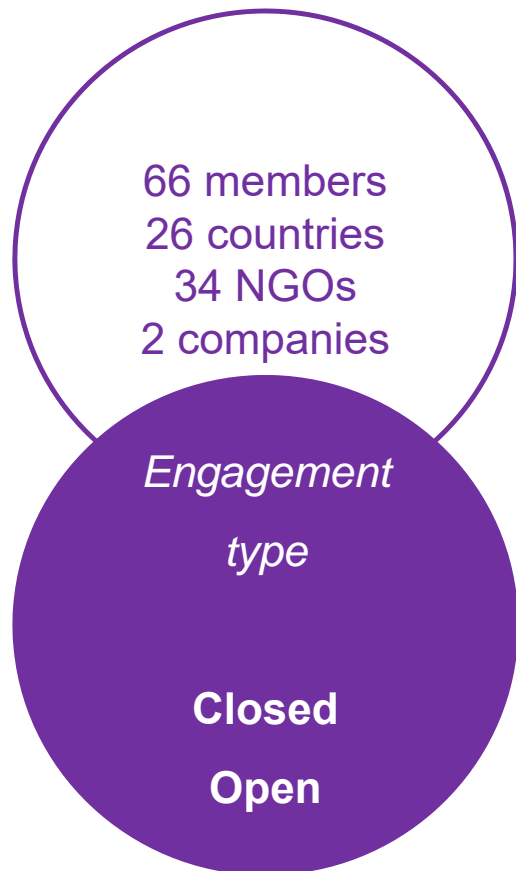 66 members
26 countries
34 NGOs
2 companies
Engagement
type
Closed
Open